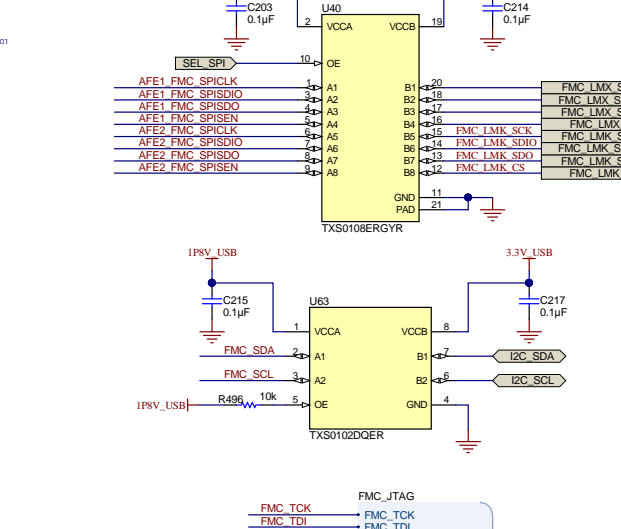 C203
0.1µF
C214
0.1µF
U40
2 VCCA VCCB 19
01
SEL_SPI 10 OE
AFE1_FMC_SPICLK 1 A1 B1 20
AFE1_FMC_SPISDIO 3 A2 B2 18 FMC_LMX_S
AFE1_FMC_SPISDO 4 A3 B3 17
AFE1_FMC_SPISEN 5 A4 B4 16 FMC_LMX
AFE2_FMC_SPICLK 6 A5 B5 15 FMC_LMK_SCK
AFE2_FMC_SPISDIO 7 A6 B6 14 FMC_LMK_SDIO
AFE2_FMC_SPISDO 8 A7 B7 13 FMC_LMK_SDO
AFE2_FMC_SPISEN 9 A8 B8 12 FMC_LMK_CS FMC_LMK
GND 11
PAD 21
TXS0108ERGYR
1P8V_USB
3.3V_USB
C215
0.1µF
U63
C217
0.1µF
1 VCCA VCCB 8
FMC_SDA 2 A1 B1 7 I2C_SDA
FMC_SCL 3 A2 B2 6 I2C_SCL
1P8V_USB R496 10k 5 OE GND 4
TXS0102DQER
FMC_JTAG
FMC_TCK FMC_TCK
FMC_TDI FMC_TDI